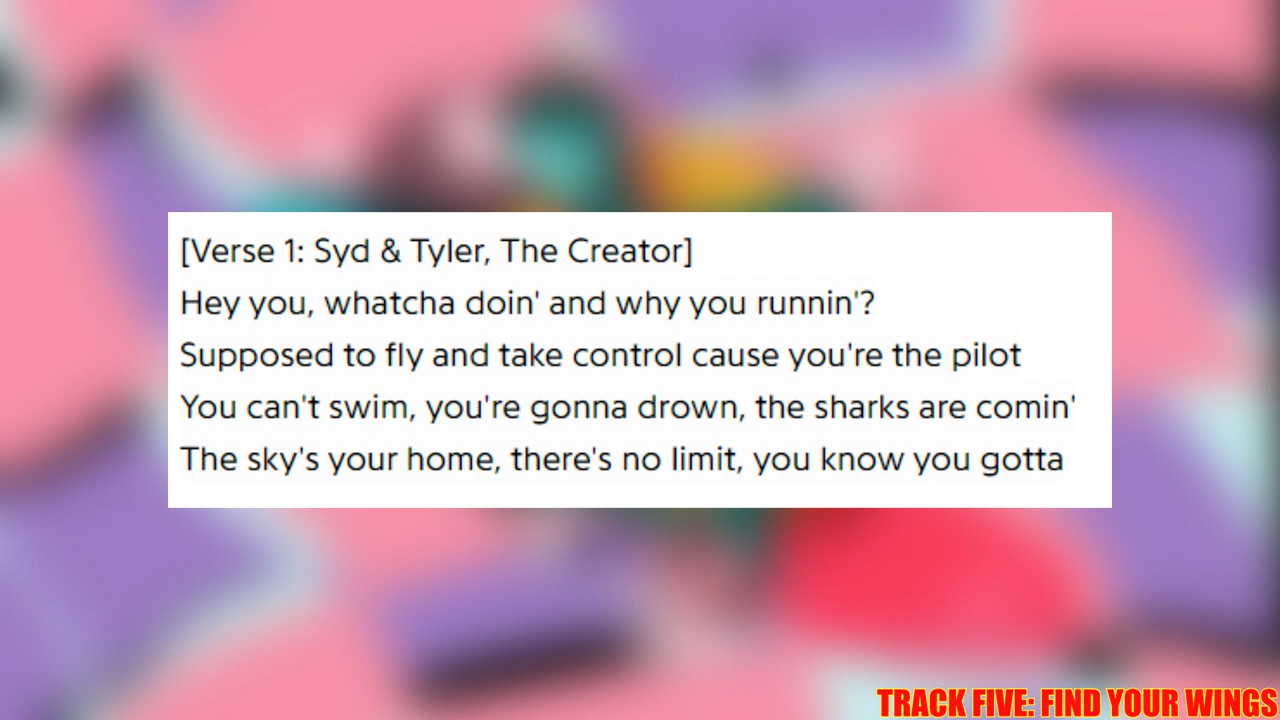 [Verse 1: Syd & Tyler, The Creator]
Hey you, whatcha doin' and why you runnin'?
Supposed to fly and take control cause you're the pilot
You can't swim, you're gonna drown, the sharks are comin'
The sky's your home, there's no limit, you know you gotta
TRACK FIVE: FIND YOUR WINGS